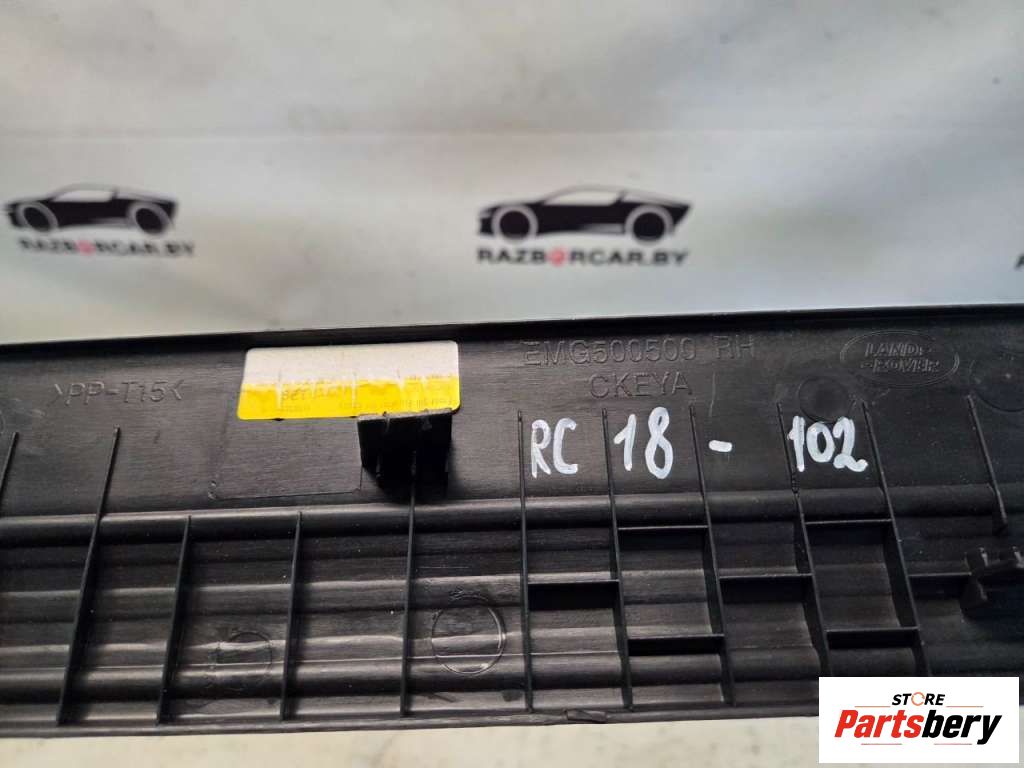 RAZBORCAR.BY
RAZBORCAR.BY
>PP-T15<
EMG500500 RH
CKEYA
LAND-
-ROVER
RC 18 - 102
STORE
Partsbery